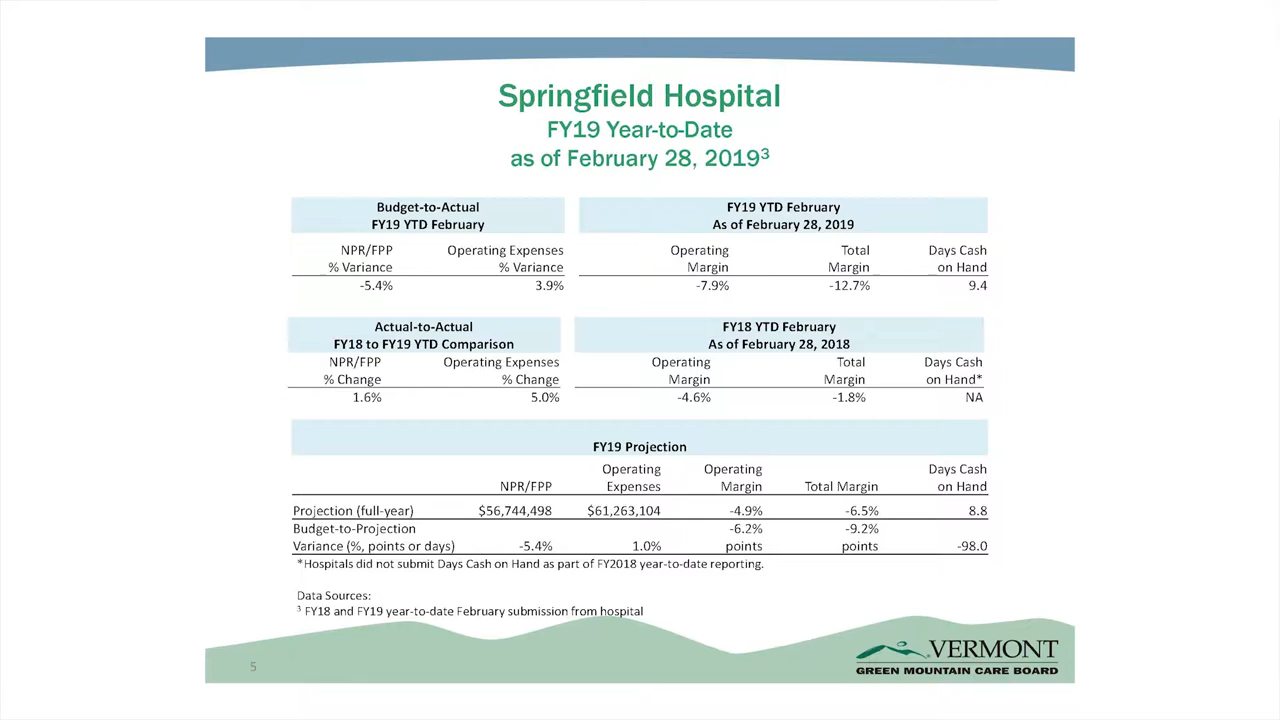 Springfield Hospital
FY19 Year-to-Date
as of February 28, 2019³
Budget-to-Actual
FY19 YTD February
FY19 YTD February
As of February 28, 2019
NPR/FPP Operating Expenses Operating Total Days Cash
% Variance % Variance Margin Margin on Hand
-5.4% 3.9% -7.9% -12.7% 9.4
Actual-to-Actual
FY18 to FY19 YTD Comparison
FY18 YTD February
As of February 28, 2018
NPR/FPP Operating Expenses Operating Total Days Cash
% Change % Change Margin Margin on Hand*
1.6% 5.0% -4.6% -1.8% NA
FY19 Projection
Operating Operating Days Cash
NPR/FPP Expenses Margin Total Margin on Hand
Projection (full-year) $56,744,498 $61,263,104 -4.9% -6.5% 8.8
Budget-to-Projection -6.2% -9.2%
Variance (%, points or days) -5.4% 1.0% points points -98.0
*Hospitals did not submit Days Cash on Hand as part of FY2018 year-to-date reporting.
Data Sources:
³ FY18 and FY19 year-to-date February submission from hospital
5
VERMONT
GREEN MOUNTAIN CARE BOARD